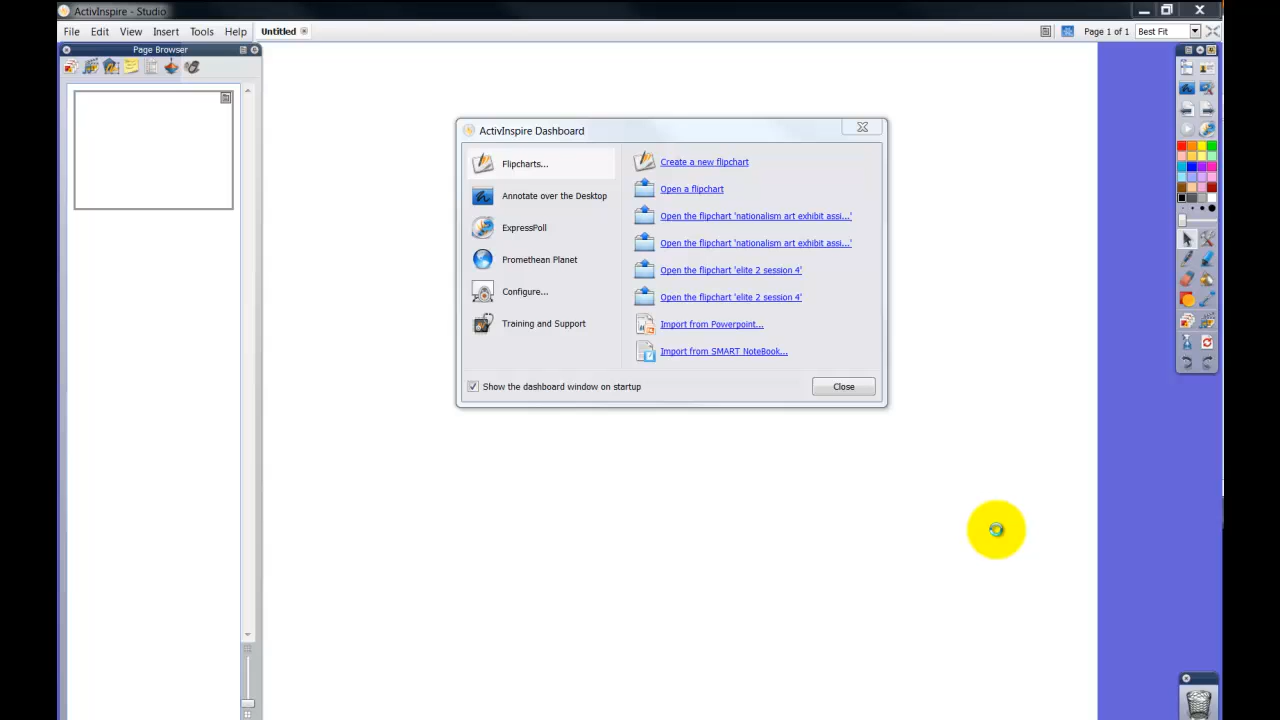 ActivInspire - Studio
File Edit View Insert Tools Help Untitled Page 1 of 1 Best Fit
Page Browser
ActivInspire Dashboard
Flipcharts...
Annotate over the Desktop
ExpressPoll
Promethean Planet
Configure...
Training and Support
Create a new flipchart
Open a flipchart
Open the flipchart 'nationalism art exhibit assi...'
Open the flipchart 'nationalism art exhibit assi...'
Open the flipchart 'elite 2 session 4'
Open the flipchart 'elite 2 session 4'
Import from Powerpoint...
Import from SMART NoteBook...
Show the dashboard window on startup
Close